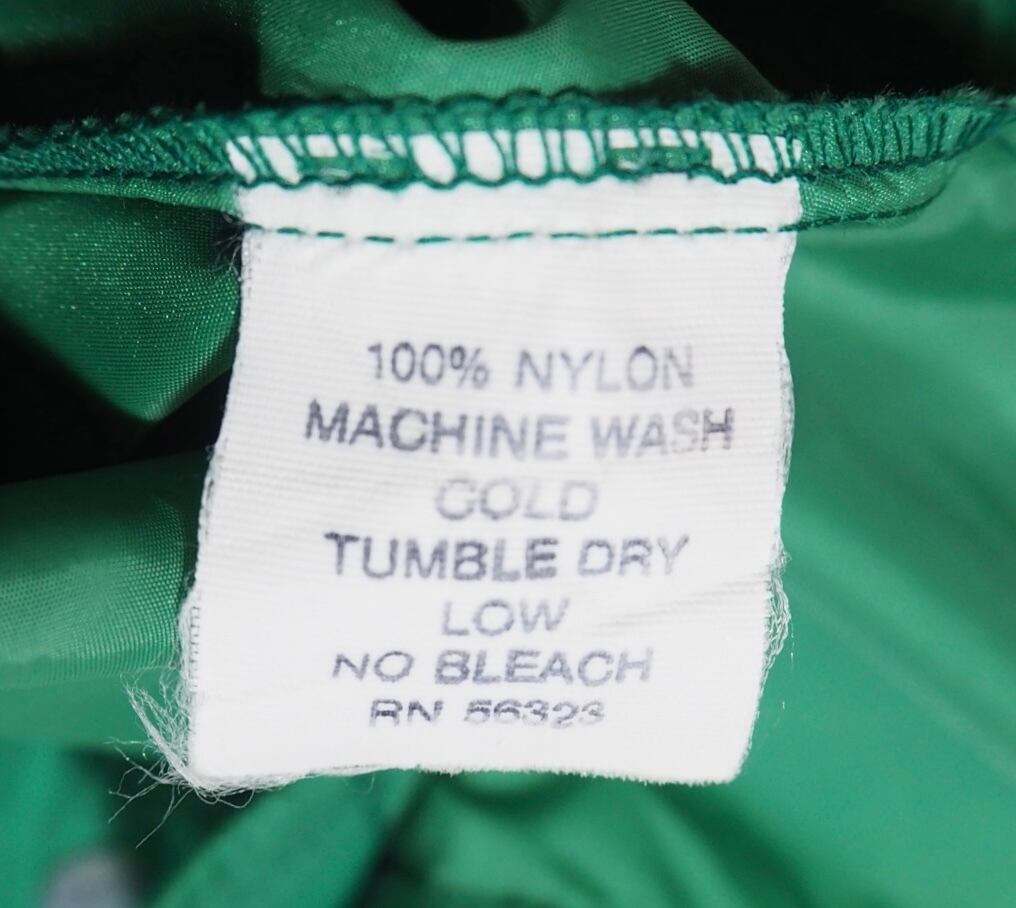 100% NYLON
MACHINE WASH
COLD
TUMBLE DRY
LOW
NO BLEACH
RN 56323